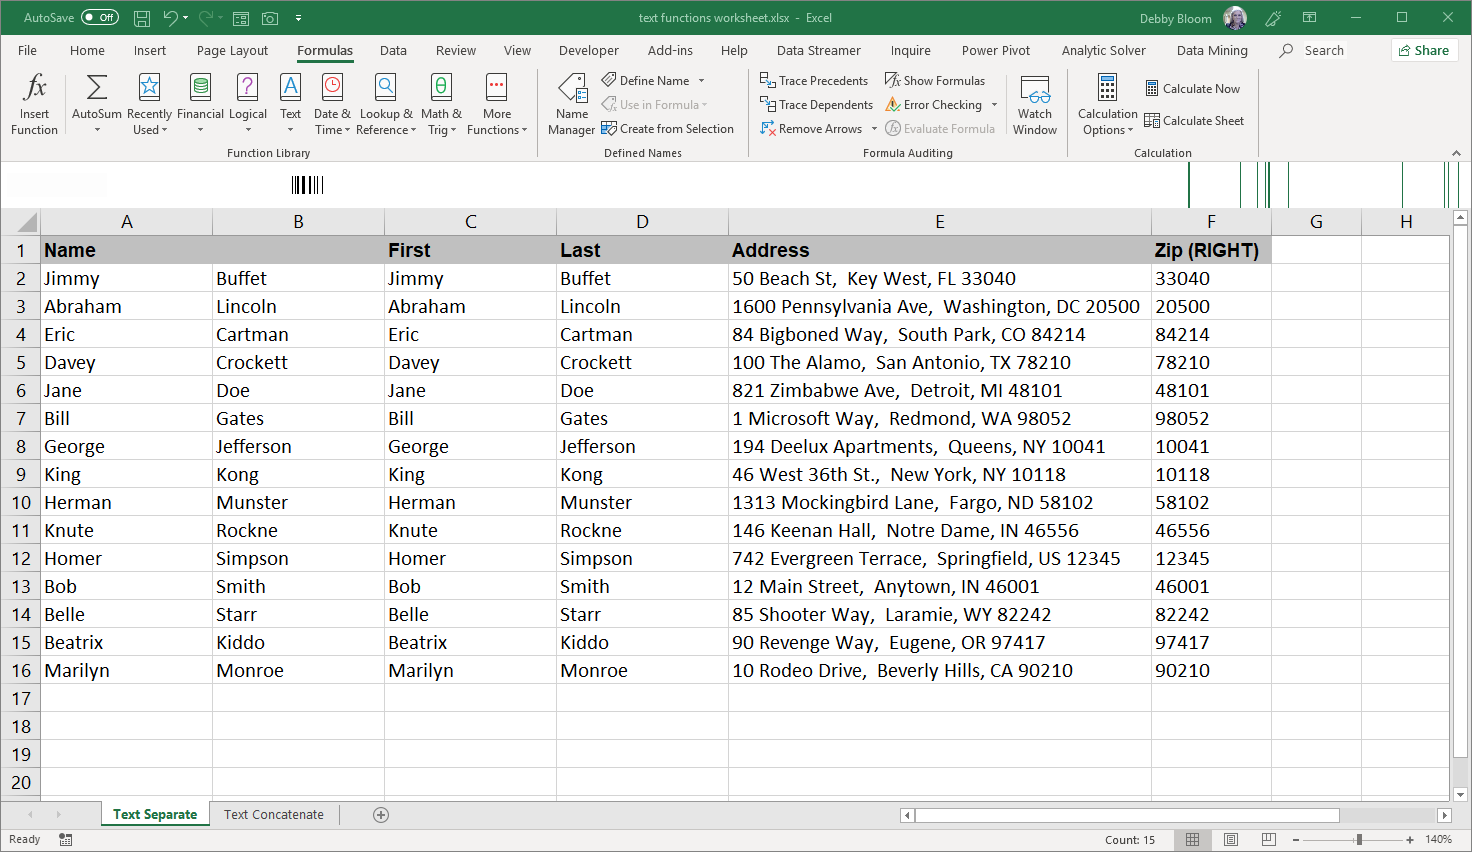 AutoSave Off text functions worksheet.xlsx - Excel Debby Bloom
File Home Insert Page Layout Formulas Data Review View Developer Add-ins Help Data Streamer Inquire Power Pivot Analytic Solver Data Mining Search Share
Insert Function
AutoSum
Recently Used
Financial
Logical
Text
Date & Time
Lookup & Reference
Math & Trig
More Functions
Function Library
Name Manager
Define Name
Use in Formula
Create from Selection
Defined Names
Trace Precedents
Trace Dependents
Remove Arrows
Show Formulas
Error Checking
Evaluate Formula
Watch Window
Formula Auditing
Calculation Options
Calculate Now
Calculate Sheet
Calculation
A B C D E F G H
1 Name First Last Address Zip (RIGHT)
2 Jimmy Buffet Jimmy Buffet 50 Beach St,  Key West, FL 33040 33040
3 Abraham Lincoln Abraham Lincoln 1600 Pennsylvania Ave,  Washington, DC 20500 20500
4 Eric Cartman Eric Cartman 84 Bigboned Way,  South Park, CO 84214 84214
5 Davey Crockett Davey Crockett 100 The Alamo,  San Antonio, TX 78210 78210
6 Jane Doe Jane Doe 821 Zimbabwe Ave,  Detroit, MI 48101 48101
7 Bill Gates Bill Gates 1 Microsoft Way,  Redmond, WA 98052 98052
8 George Jefferson George Jefferson 194 Deelux Apartments,  Queens, NY 10041 10041
9 King Kong King Kong 46 West 36th St.,  New York, NY 10118 10118
10 Herman Munster Herman Munster 1313 Mockingbird Lane,  Fargo, ND 58102 58102
11 Knute Rockne Knute Rockne 146 Keenan Hall,  Notre Dame, IN 46556 46556
12 Homer Simpson Homer Simpson 742 Evergreen Terrace,  Springfield, US 12345 12345
13 Bob Smith Bob Smith 12 Main Street,  Anytown, IN 46001 46001
14 Belle Starr Belle Starr 85 Shooter Way,  Laramie, WY 82242 82242
15 Beatrix Kiddo Beatrix Kiddo 90 Revenge Way,  Eugene, OR 97417 97417
16 Marilyn Monroe Marilyn Monroe 10 Rodeo Drive,  Beverly Hills, CA 90210 90210
17
18
19
20
Text Separate Text Concatenate
Ready Count: 15 140%